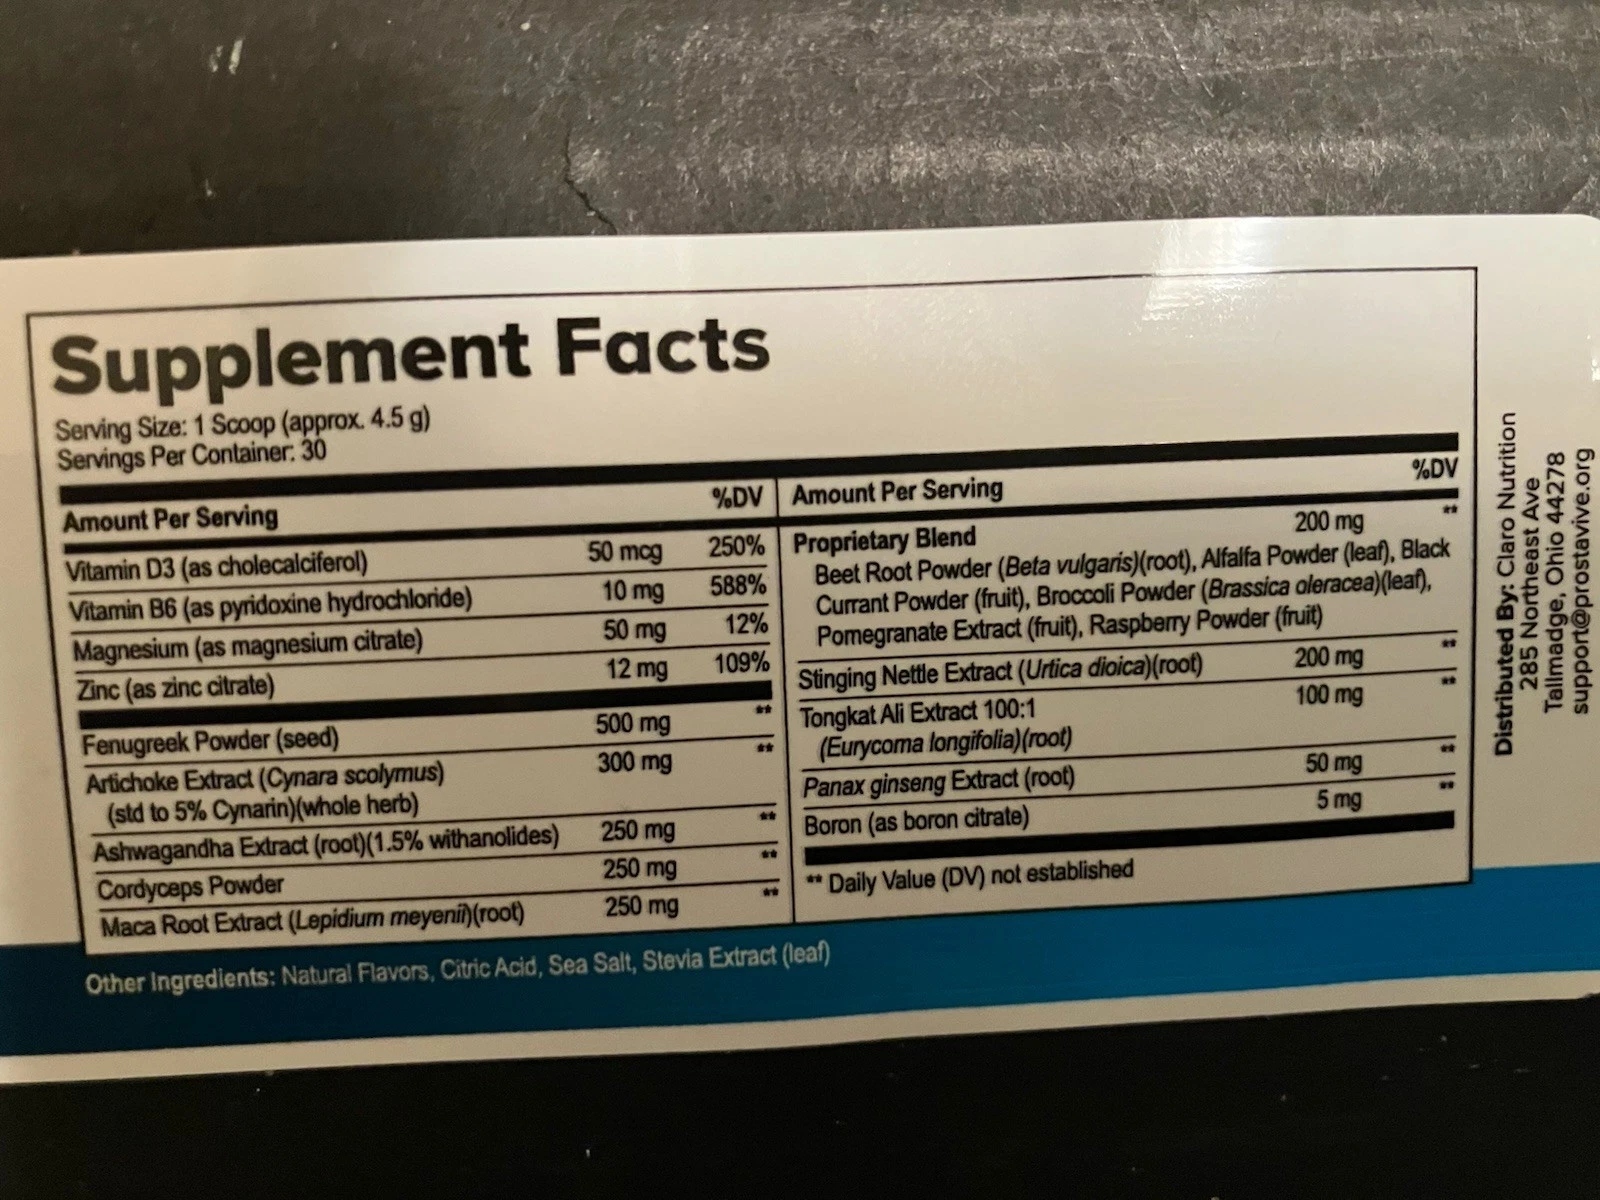 Supplement Facts
Serving Size: 1 Scoop (approx. 4.5 g)
Servings Per Container: 30
Amount Per Serving %DV
Vitamin D3 (as cholecalciferol) 50 mcg 250%
Vitamin B6 (as pyridoxine hydrochloride) 10 mg 588%
Magnesium (as magnesium citrate) 50 mg 12%
Zinc (as zinc citrate) 12 mg 109%
Fenugreek Powder (seed) 500 mg **
Artichoke Extract (Cynara scolymus) 300 mg **
(std to 5% Cynarin)(whole herb)
Ashwagandha Extract (root)(1.5% withanolides) 250 mg **
Cordyceps Powder 250 mg **
Maca Root Extract (Lepidium meyenii)(root) 250 mg **
Amount Per Serving %DV
Proprietary Blend 200 mg **
Beet Root Powder (Beta vulgaris)(root), Alfalfa Powder (leaf), Black
Currant Powder (fruit), Broccoli Powder (Brassica oleracea)(leaf),
Pomegranate Extract (fruit), Raspberry Powder (fruit)
Stinging Nettle Extract (Urtica dioica)(root) 200 mg **
Tongkat Ali Extract 100:1 100 mg **
(Eurycoma longifolia)(root)
Panax ginseng Extract (root) 50 mg **
Boron (as boron citrate) 5 mg **
** Daily Value (DV) not established
Other Ingredients: Natural Flavors, Citric Acid, Sea Salt, Stevia Extract (leaf)
Distributed By: Claro Nutrition
285 Northeast Ave
Tallmadge, Ohio 44278
support@prostavive.org